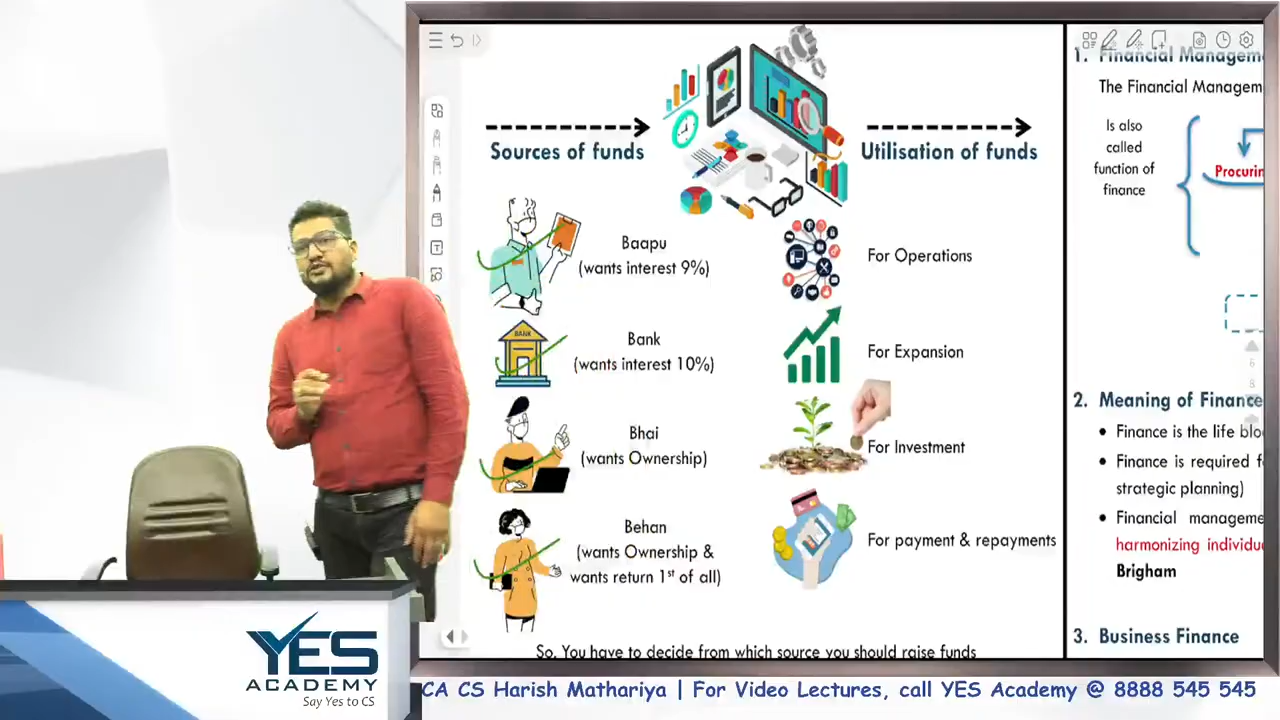 Sources of funds
Utilisation of funds
Baapu
(wants interest 9%)
For Operations
BANK
Bank
(wants interest 10%)
For Expansion
Bhai
(wants Ownership)
For Investment
Behan
(wants Ownership &
wants return 1st of all)
For payment & repayments
So, You have to decide from which source you should raise funds
1. Financial Managem
The Financial Managem
Is also
called
function of
finance
Procurin
2. Meaning of Finance
• Finance is the life blo
• Finance is required f
strategic planning)
• Financial manageme
harmonizing individu
Brigham
3. Business Finance
YES
ACADEMY
Say Yes to CS
CA CS Harish Mathariya | For Video Lectures, call YES Academy @ 8888 545 545